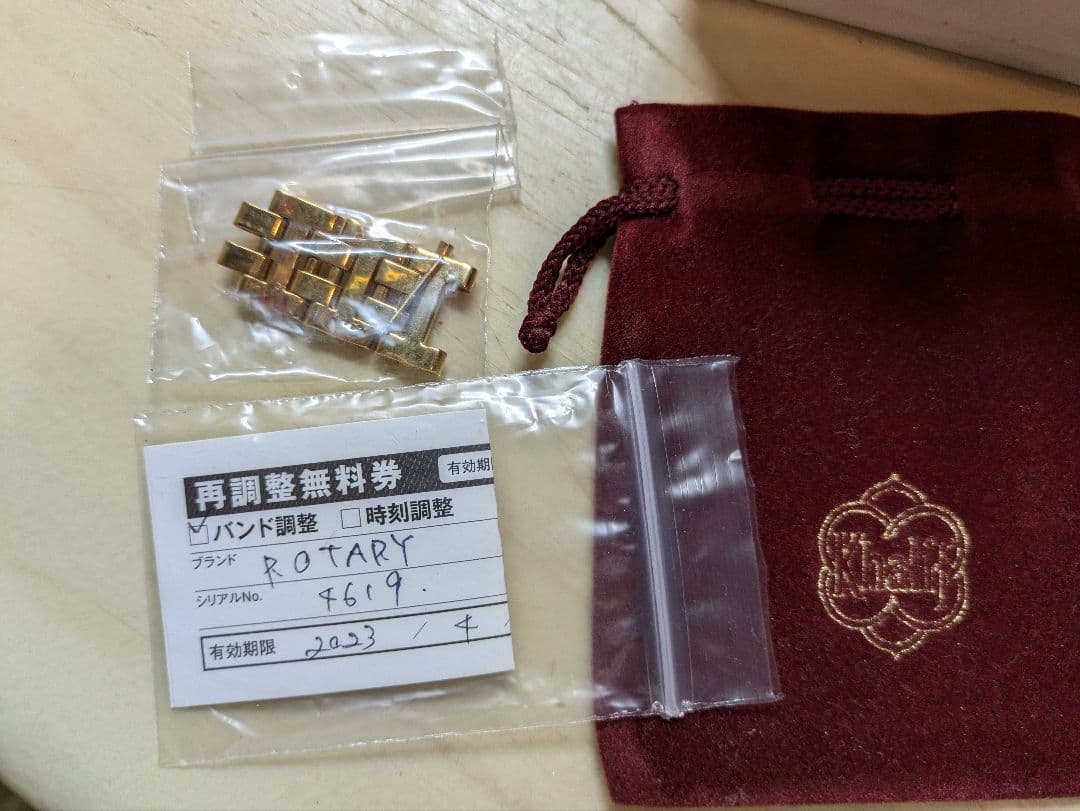 再調整無料券
有効期
バンド調整 時刻調整
ブランド ROTARY
シリアルNo. 4619.
有効期限 2023 / 4